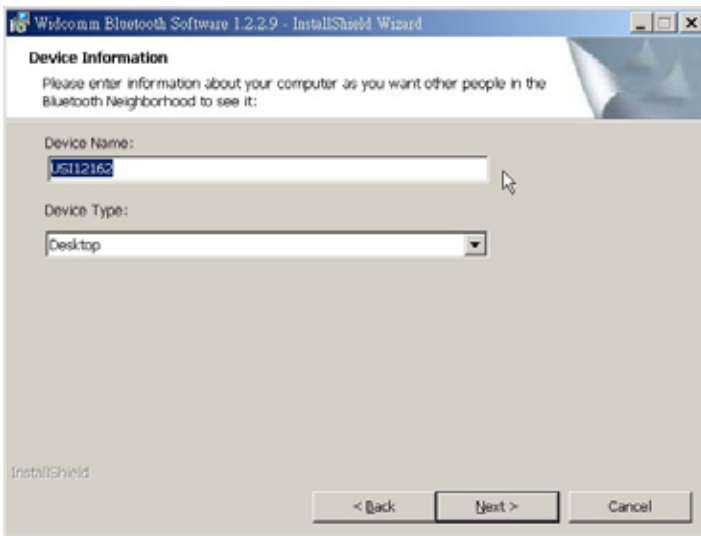 Widcomm Bluetooth Software 1.2.2.9 - InstallShield Wizard
Device Information
Please enter information about your computer as you want other people in the
Bluetooth Neighborhood to see it:
Device Name:
USI12162
Device Type:
Desktop
InstallShield
< Back Next > Cancel